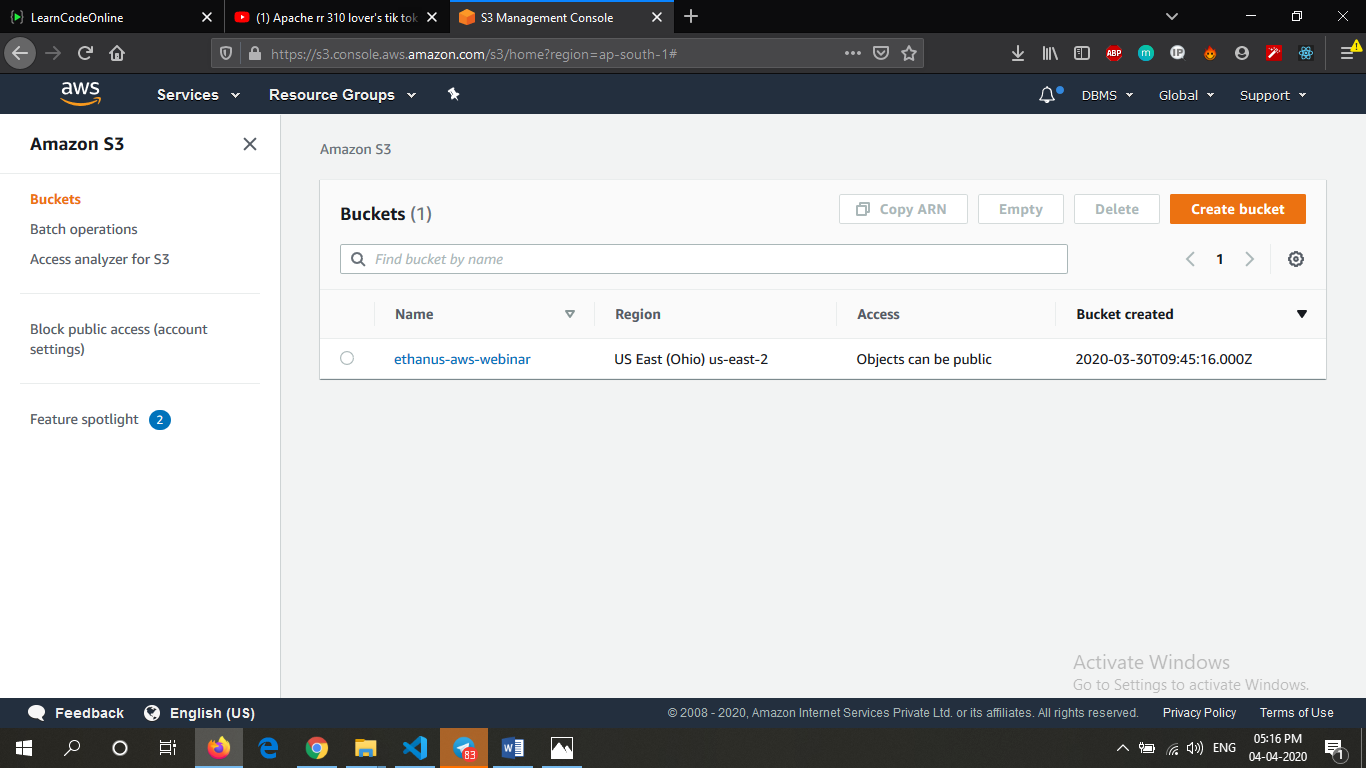 LearnCodeOnline
(1) Apache rr 310 lover's tik tok
S3 Management Console
https://s3.console.aws.amazon.com/s3/home?region=ap-south-1#
ABP
m
IP
aws
Services
Resource Groups
DBMS
Global
Support
Amazon S3
Buckets
Batch operations
Access analyzer for S3
Block public access (account
settings)
Feature spotlight 2
Amazon S3
Buckets (1)
Copy ARN
Empty
Delete
Create bucket
Find bucket by name
1
Name
Region
Access
Bucket created
ethanus-aws-webinar
US East (Ohio) us-east-2
Objects can be public
2020-03-30T09:45:16.000Z
Activate Windows
Go to Settings to activate Windows.
Feedback
English (US)
© 2008 - 2020, Amazon Internet Services Private Ltd. or its affiliates. All rights reserved.
Privacy Policy
Terms of Use
83
ENG
05:16 PM
04-04-2020
1